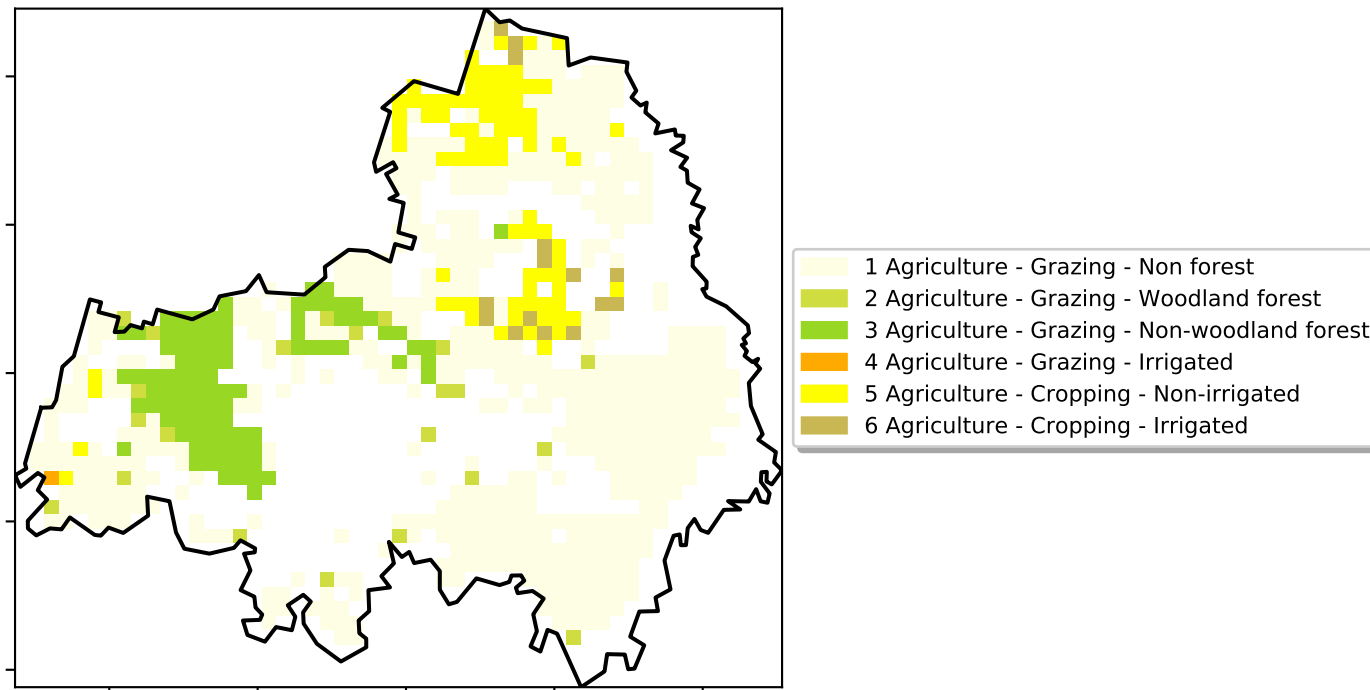 1 Agriculture - Grazing - Non forest
2 Agriculture - Grazing - Woodland forest
3 Agriculture - Grazing - Non-woodland forest
4 Agriculture - Grazing - Irrigated
5 Agriculture - Cropping - Non-irrigated
6 Agriculture - Cropping - Irrigated